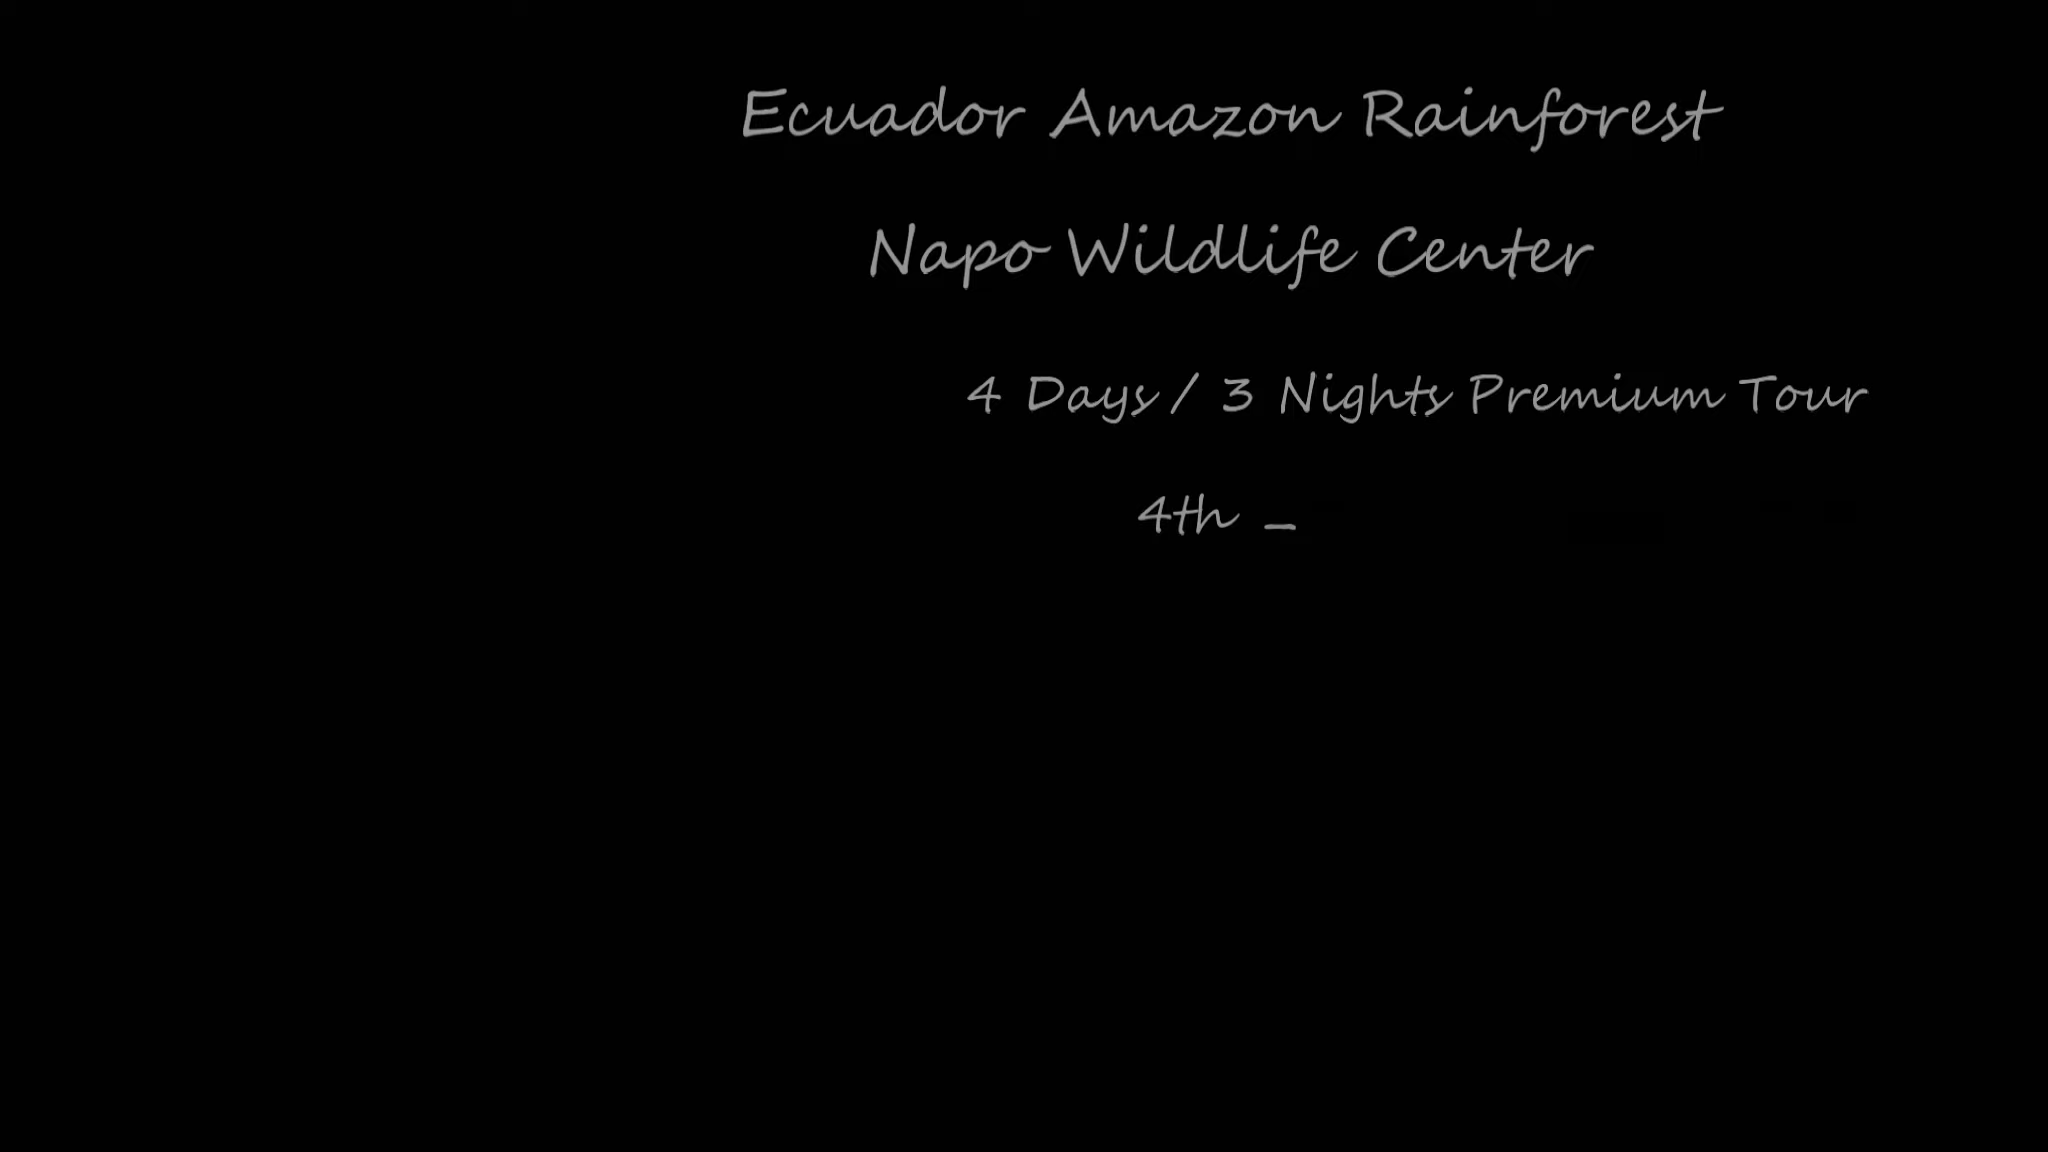 Ecuador Amazon Rainforest
Napo Wildlife Center
4 Days / 3 Nights Premium Tour
4th _